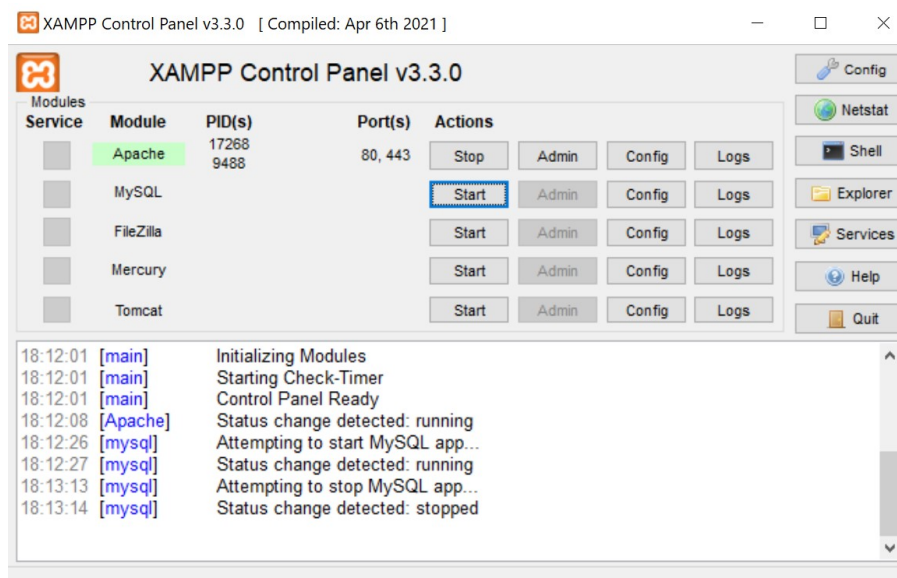 XAMPP Control Panel v3.3.0 [ Compiled: Apr 6th 2021 ]
XAMPP Control Panel v3.3.0
Config
Modules
Service Module PID(s) Port(s) Actions
Netstat
Apache 17268 9488 80, 443 Stop Admin Config Logs
Shell
MySQL Start Admin Config Logs
Explorer
FileZilla Start Admin Config Logs
Services
Mercury Start Admin Config Logs
Help
Tomcat Start Admin Config Logs
Quit
18:12:01 [main] Initializing Modules
18:12:01 [main] Starting Check-Timer
18:12:01 [main] Control Panel Ready
18:12:08 [Apache] Status change detected: running
18:12:26 [mysql] Attempting to start MySQL app...
18:12:27 [mysql] Status change detected: running
18:13:13 [mysql] Attempting to stop MySQL app...
18:13:14 [mysql] Status change detected: stopped